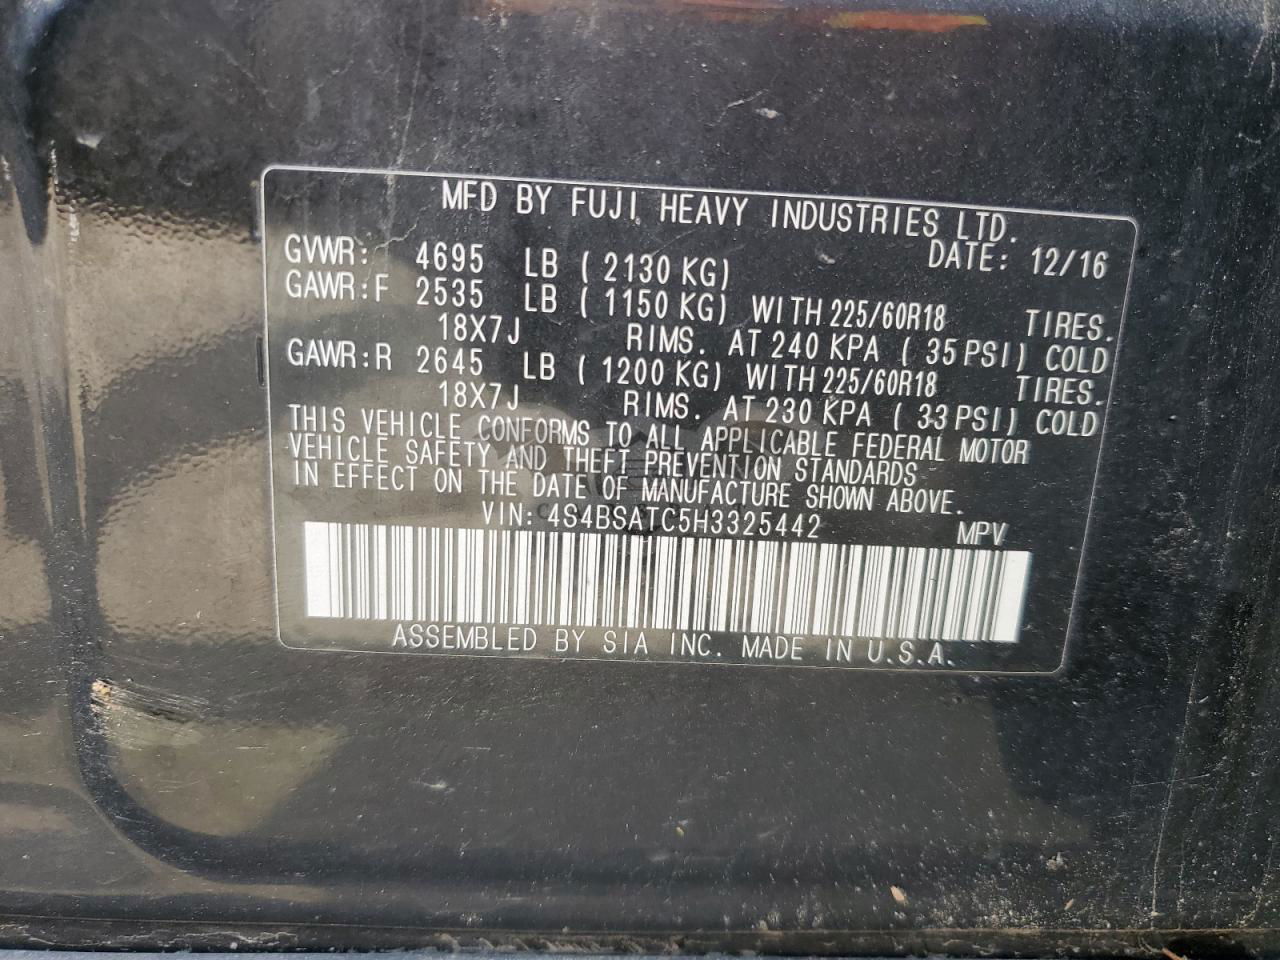 MFD BY FUJI HEAVY INDUSTRIES LTD.
DATE: 12/16
GVWR: 4695 LB (2130 KG)
GAWR:F 2535 LB (1150 KG) WITH 225/60R18 TIRES.
18X7J RIMS. AT 240 KPA (35 PSI) COLD
GAWR:R 2645 LB (1200 KG) WITH 225/60R18 TIRES.
18X7J RIMS. AT 230 KPA (33 PSI) COLD
THIS VEHICLE CONFORMS TO ALL APPLICABLE FEDERAL MOTOR
VEHICLE SAFETY AND THEFT PREVENTION STANDARDS
IN EFFECT ON THE DATE OF MANUFACTURE SHOWN ABOVE.
VIN: 4S4BSATC5H3325442 MPV
ASSEMBLED BY SIA INC. MADE IN U.S.A.